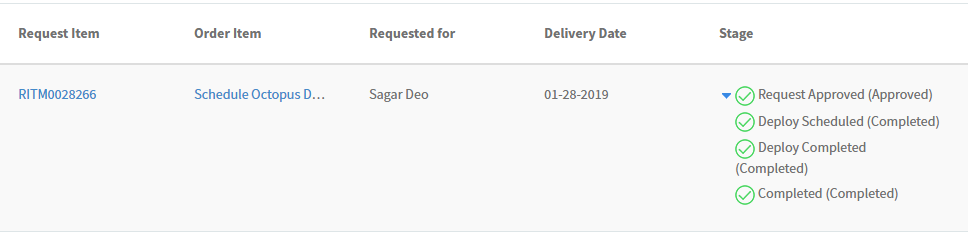 Request Item Order Item Requested for Delivery Date Stage
RITM0028266 Schedule Octopus D... Sagar Deo 01-28-2019 Request Approved (Approved)
Deploy Scheduled (Completed)
Deploy Completed
(Completed)
Completed (Completed)